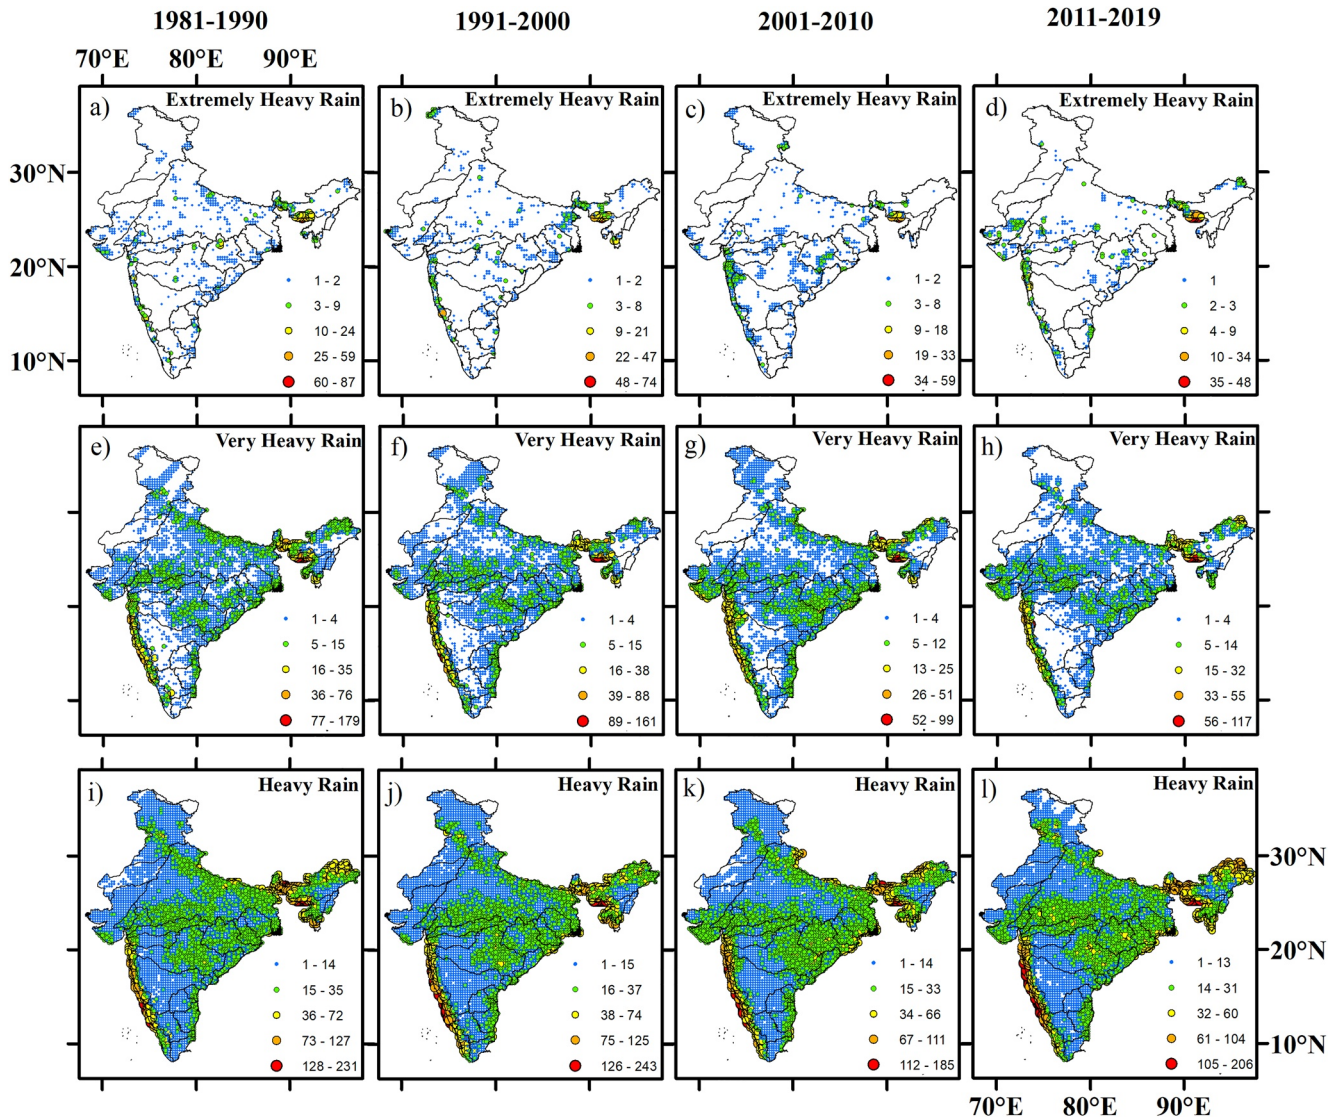 1981-1990 1991-2000 2001-2010 2011-2019
70°E 80°E 90°E
30°N
20°N
10°N
a) Extremely Heavy Rain
1 - 2
3 - 9
10 - 24
25 - 59
60 - 87
b) Extremely Heavy Rain
1 - 2
3 - 8
9 - 21
22 - 47
48 - 74
c) Extremely Heavy Rain
1 - 2
3 - 8
9 - 18
19 - 33
34 - 59
d) Extremely Heavy Rain
1
2 - 3
4 - 9
10 - 34
35 - 48
e) Very Heavy Rain
1 - 4
5 - 15
16 - 35
36 - 76
77 - 179
f) Very Heavy Rain
1 - 4
5 - 15
16 - 38
39 - 88
89 - 161
g) Very Heavy Rain
1 - 4
5 - 12
13 - 25
26 - 51
52 - 99
h) Very Heavy Rain
1 - 4
5 - 14
15 - 32
33 - 55
56 - 117
i) Heavy Rain
1 - 14
15 - 35
36 - 72
73 - 127
128 - 231
j) Heavy Rain
1 - 15
16 - 37
38 - 74
75 - 125
126 - 243
k) Heavy Rain
1 - 14
15 - 33
34 - 66
67 - 111
112 - 185
l) Heavy Rain
1 - 13
14 - 31
32 - 60
61 - 104
105 - 206
30°N
20°N
10°N
70°E 80°E 90°E